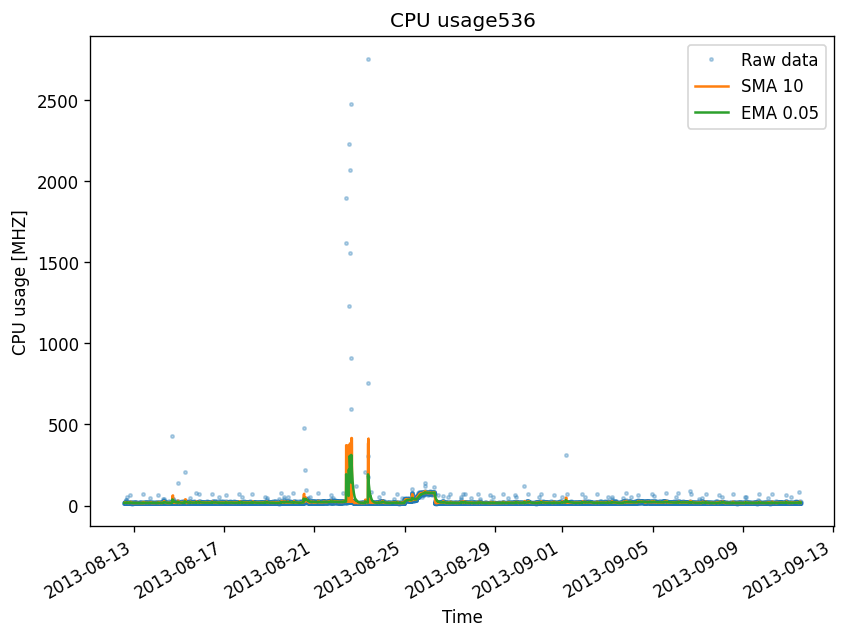 CPU usage536
Raw data
SMA 10
EMA 0.05
CPU usage [MHZ]
2500
2000
1500
1000
500
0
2013-08-13
2013-08-17
2013-08-21
2013-08-25
2013-08-29
2013-09-01
2013-09-05
2013-09-09
2013-09-13
Time